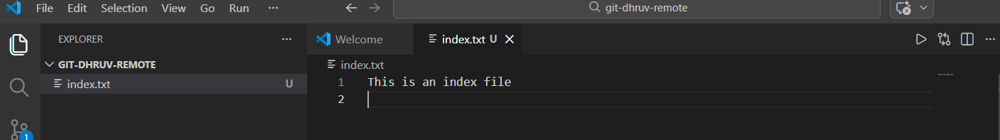 File Edit Selection View Go Run ···
git-dhruv-remote
EXPLORER ···
GIT-DHRUV-REMOTE
index.txt U
1
Welcome
index.txt U
index.txt
1 This is an index file
2